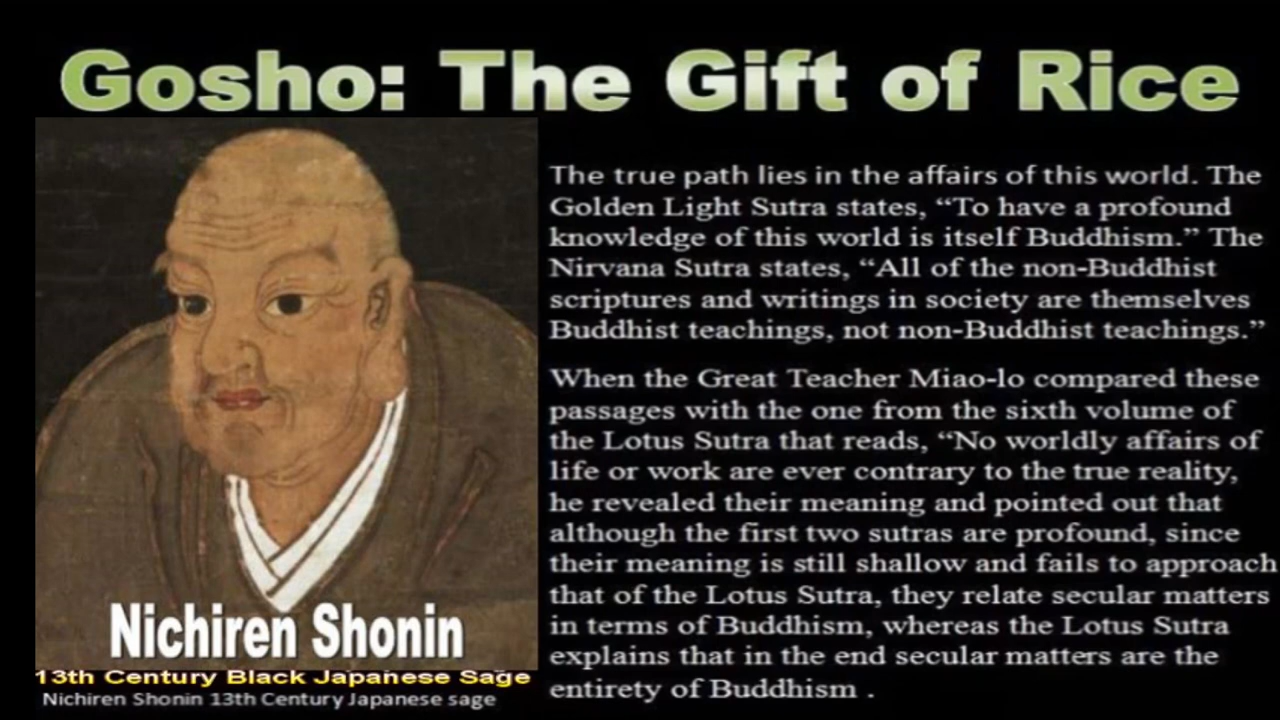 Gosho: The Gift of Rice
The true path lies in the affairs of this world. The
Golden Light Sutra states, “To have a profound
knowledge of this world is itself Buddhism.” The
Nirvana Sutra states, “All of the non-Buddhist
scriptures and writings in society are themselves
Buddhist teachings, not non-Buddhist teachings.”
When the Great Teacher Miao-lo compared these
passages with the one from the sixth volume of
the Lotus Sutra that reads, “No worldly affairs of
life or work are ever contrary to the true reality,
he revealed their meaning and pointed out that
although the first two sutras are profound, since
their meaning is still shallow and fails to approach
that of the Lotus Sutra, they relate secular matters
in terms of Buddhism, whereas the Lotus Sutra
explains that in the end secular matters are the
entirety of Buddhism .
Nichiren Shonin
13th Century Black Japanese Sage
Nichiren Shonin 13th Century Japanese sage